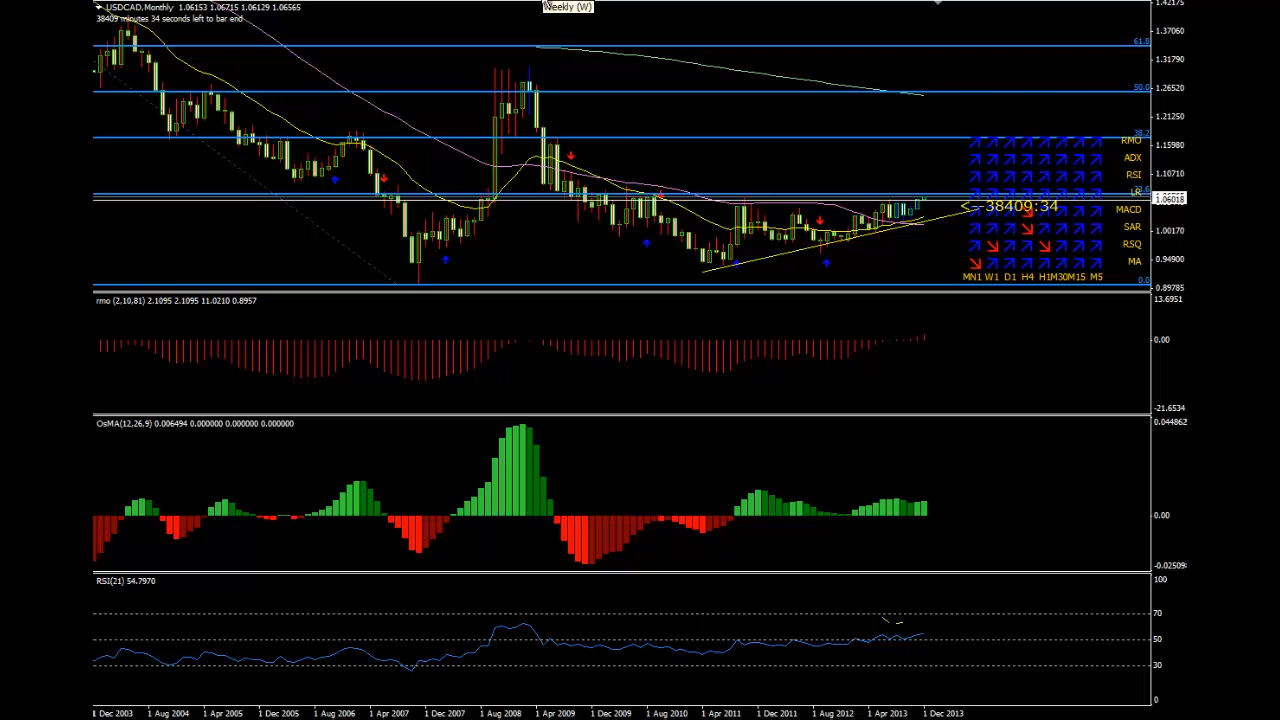 USDCAD,Monthly 1.06153 1.06715 1.06129 1.06565
38409 minutes 34 seconds left to bar end
Weekly (W)
1.42175
1.37060
1.31790
1.26520
1.21250
1.15980
1.10710
1.06018
1.00170
0.94900
0.89785
61.8
50.0
38.2
0.0
<--38409:34
RMO
ADX
RSI
LR
MACD
SAR
RSQ
MA
MN1 W1 D1 H4 H1 M30 M15 M5
rmo (2,10,81) 2.1095 2.1095 11.0210 0.8957
13.6951
0.00
-21.6534
OsMA(12,26,9) 0.006494 0.000000 0.000000 0.000000
0.044862
0.00
-0.02509
RSI(21) 54.7970
100
70
50
30
0
1 Dec 2003 1 Aug 2004 1 Apr 2005 1 Dec 2005 1 Aug 2006 1 Apr 2007 1 Dec 2007 1 Aug 2008 1 Apr 2009 1 Dec 2009 1 Aug 2010 1 Apr 2011 1 Dec 2011 1 Aug 2012 1 Apr 2013 1 Dec 2013